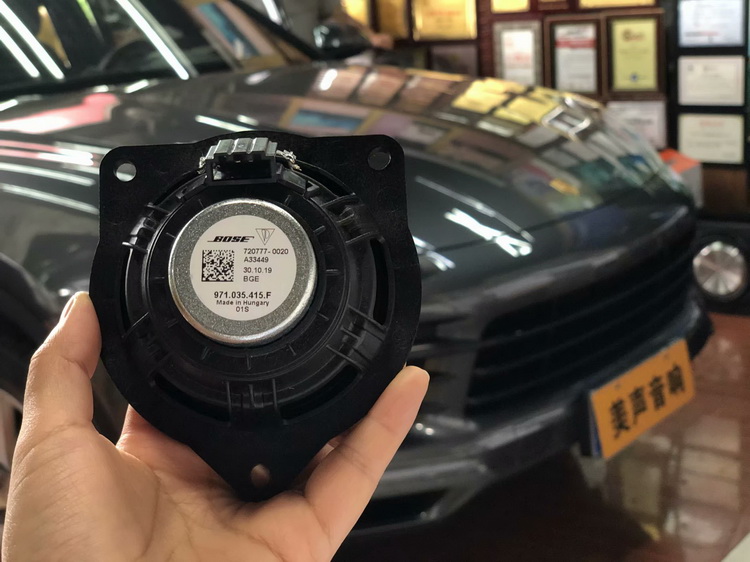 BOSE
720777-0020
A33449
30.10.19
BGE
971.035.415.F
Made in Hungary
01S
美声音响